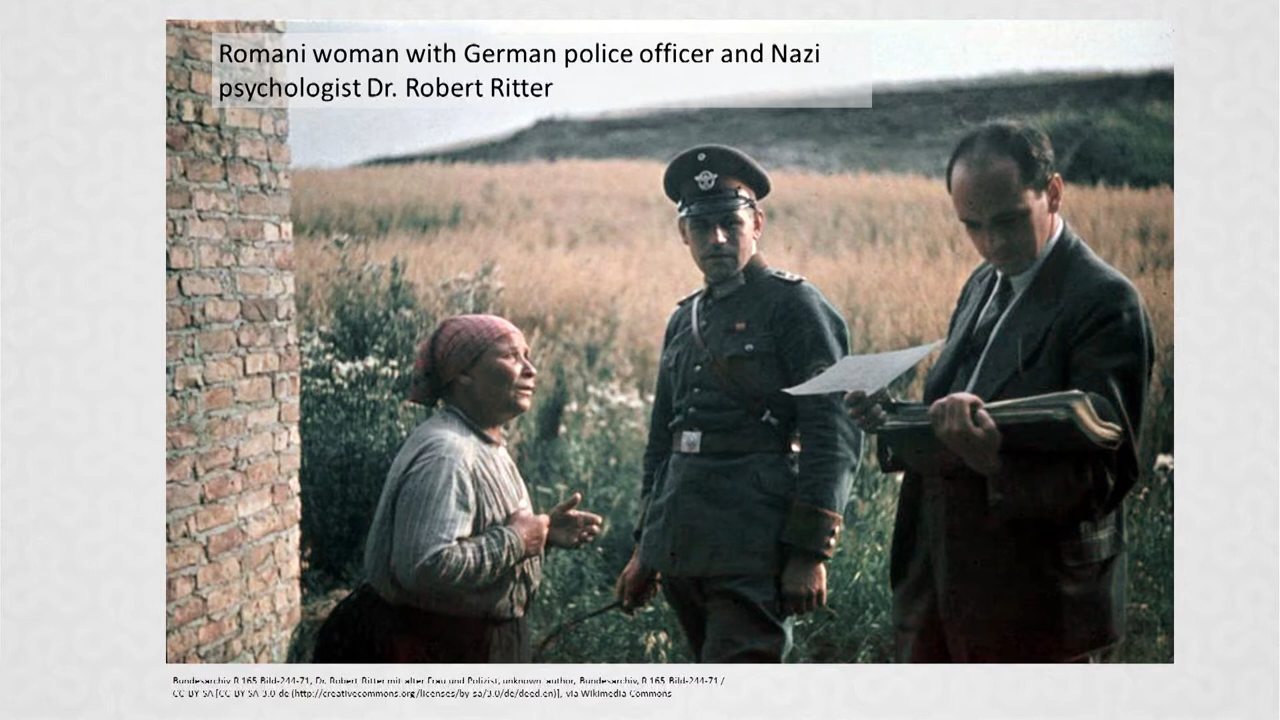 Romani woman with German police officer and Nazi
psychologist Dr. Robert Ritter
Bundesarchiv R 165 Bild-244-71, Dr. Robert Ritter mit alter Frau und Polizist, unknown author, Bundesarchiv, R 165 Bild-244-71 /
CC-BY-SA [CC BY-SA 3.0 de (http://creativecommons.org/licenses/by-sa/3.0/de/deed.en)], via Wikimedia Commons